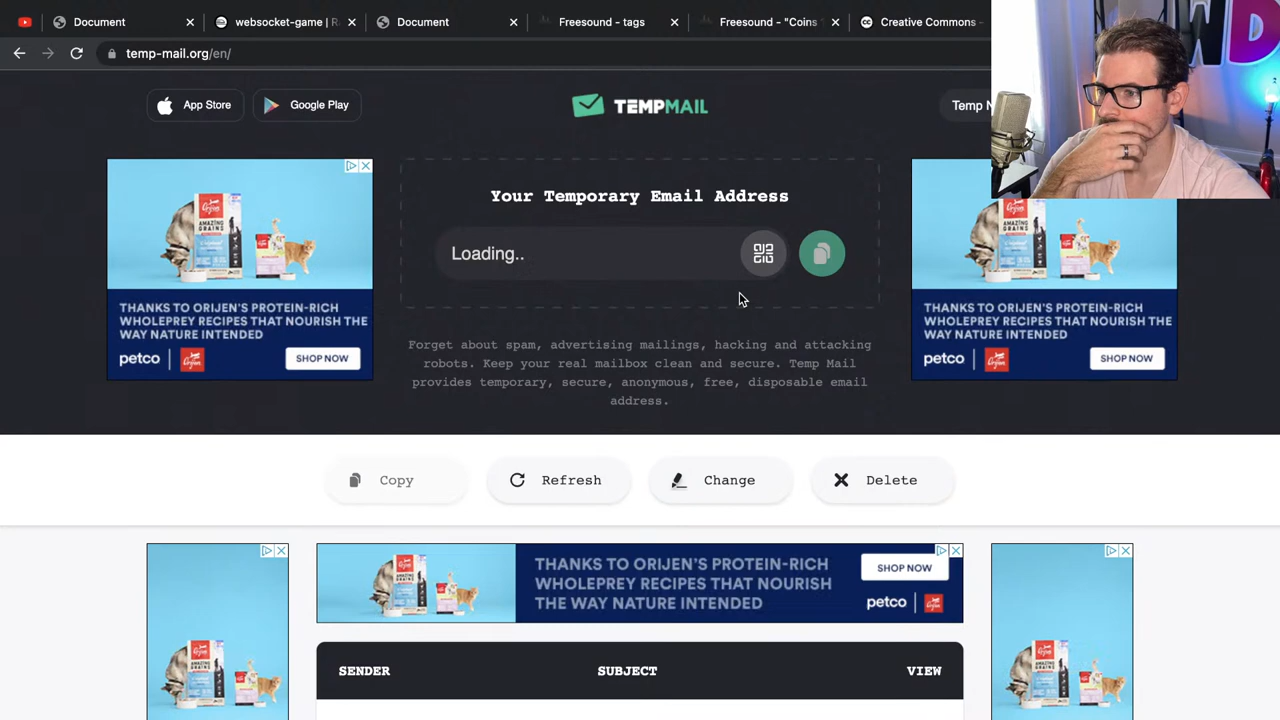 Document
websocket-game | R
Document
Freesound - tags
Freesound - "Coins
Creative Commons -
temp-mail.org/en/
App Store
Google Play
TEMPMAIL
Temp
Your Temporary Email Address
Loading..
THANKS TO ORIJEN'S PROTEIN-RICH
WHOLEPREY RECIPES THAT NOURISH THE
WAY NATURE INTENDED
petco
SHOP NOW
THANKS TO ORIJEN'S PROTEIN-RICH
WHOLEPREY RECIPES THAT NOURISH THE
WAY NATURE INTENDED
petco
SHOP NOW
Forget about spam, advertising mailings, hacking and attacking
robots. Keep your real mailbox clean and secure. Temp Mail
provides temporary, secure, anonymous, free, disposable email
address.
Copy
Refresh
Change
Delete
THANKS TO ORIJEN'S PROTEIN-RICH
WHOLEPREY RECIPES THAT NOURISH
THE WAY NATURE INTENDED
SHOP NOW
petco
SENDER
SUBJECT
VIEW